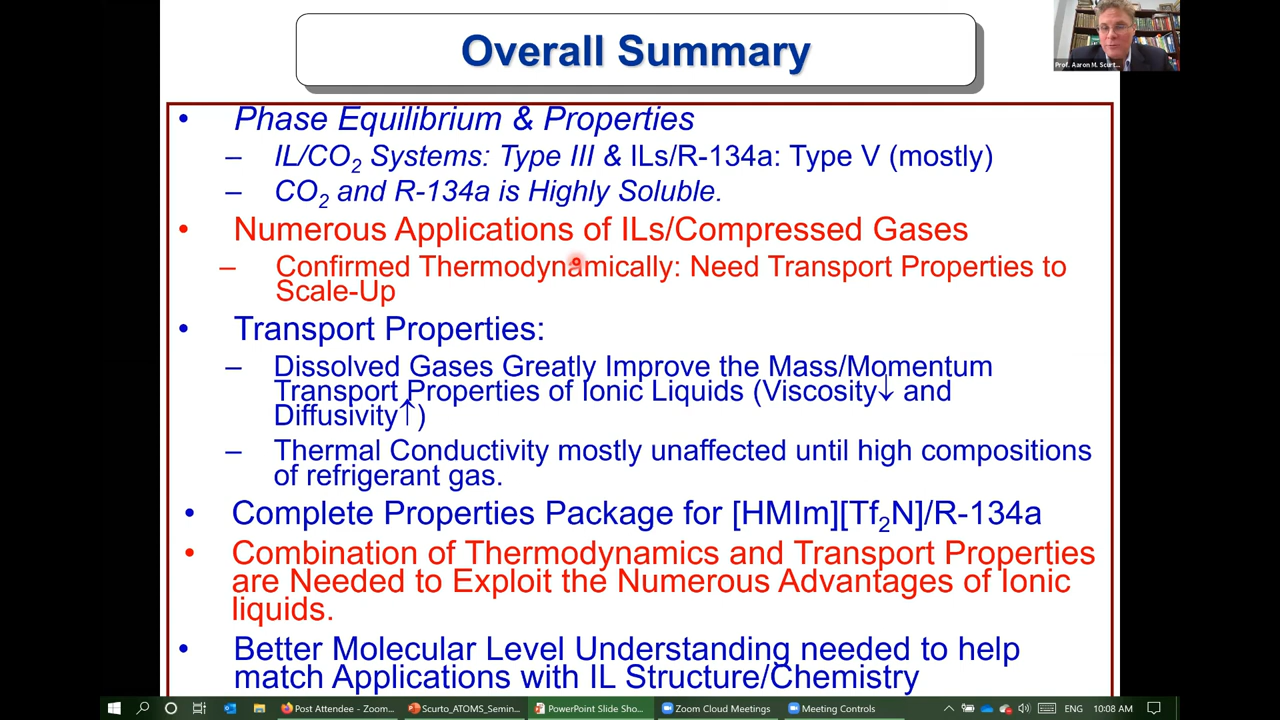 Overall Summary
Prof. Aaron M. Scurt...
• Phase Equilibrium & Properties
– IL/CO2 Systems: Type III & ILs/R-134a: Type V (mostly)
– CO2 and R-134a is Highly Soluble.
• Numerous Applications of ILs/Compressed Gases
– Confirmed Thermodynamically: Need Transport Properties to
Scale-Up
• Transport Properties:
– Dissolved Gases Greatly Improve the Mass/Momentum
Transport Properties of Ionic Liquids (Viscosity↓ and
Diffusivity↑)
– Thermal Conductivity mostly unaffected until high compositions
of refrigerant gas.
• Complete Properties Package for [HMIm][Tf2N]/R-134a
• Combination of Thermodynamics and Transport Properties
are Needed to Exploit the Numerous Advantages of Ionic
liquids.
• Better Molecular Level Understanding needed to help
match Applications with IL Structure/Chemistry
Post Attendee - Zoom... Scurto_ATOMS_Semin... PowerPoint Slide Sho... Zoom Cloud Meetings Meeting Controls ENG 10:08 AM